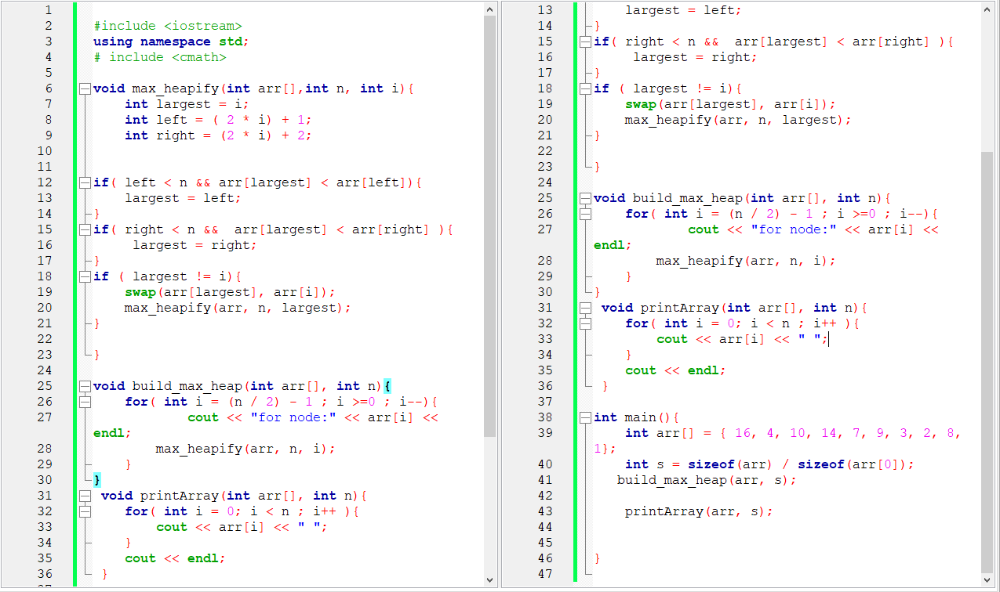 1
2 #include <iostream>
3 using namespace std;
4 # include <cmath>
5
6 void max_heapify(int arr[],int n, int i){
7 int largest = i;
8 int left = ( 2 * i) + 1;
9 int right = (2 * i) + 2;
10
11
12 if( left < n && arr[largest] < arr[left]){
13 largest = left;
14 }
15 if( right < n &&  arr[largest] < arr[right] ){
16 largest = right;
17 }
18 if ( largest != i){
19 swap(arr[largest], arr[i]);
20 max_heapify(arr, n, largest);
21 }
22
23 }
24
25 void build_max_heap(int arr[], int n){
26 for( int i = (n / 2) - 1 ; i >=0 ; i--){
27 cout << "for node:" << arr[i] <<
endl;
28 max_heapify(arr, n, i);
29 }
30 }
31 void printArray(int arr[], int n){
32 for( int i = 0; i < n ; i++ ){
33 cout << arr[i] << " ";
34 }
35 cout << endl;
36 }
13 largest = left;
14 }
15 if( right < n &&  arr[largest] < arr[right] ){
16 largest = right;
17 }
18 if ( largest != i){
19 swap(arr[largest], arr[i]);
20 max_heapify(arr, n, largest);
21 }
22
23 }
24
25 void build_max_heap(int arr[], int n){
26 for( int i = (n / 2) - 1 ; i >=0 ; i--){
27 cout << "for node:" << arr[i] <<
endl;
28 max_heapify(arr, n, i);
29 }
30 }
31 void printArray(int arr[], int n){
32 for( int i = 0; i < n ; i++ ){
33 cout << arr[i] << " ";
34 }
35 cout << endl;
36 }
37
38 int main(){
39 int arr[] = { 16, 4, 10, 14, 7, 9, 3, 2, 8,
1};
40 int s = sizeof(arr) / sizeof(arr[0]);
41 build_max_heap(arr, s);
42
43 printArray(arr, s);
44
45
46 }
47